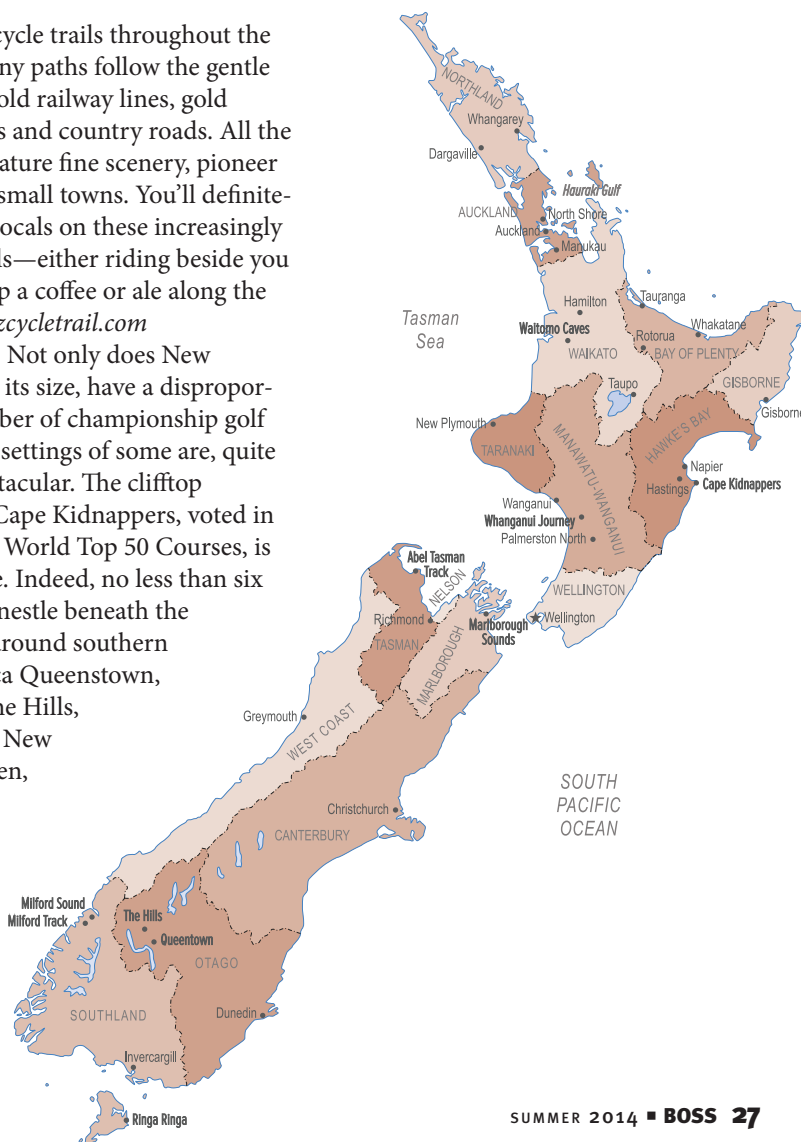 cycle trails throughout the
ny paths follow the gentle
old railway lines, gold
s and country roads. All the
ature fine scenery, pioneer
small towns. You'll definite-
locals on these increasingly
ls—either riding beside you
p a coffee or ale along the
zcycletrail.com
Not only does New
its size, have a dispropor-
ber of championship golf
settings of some are, quite
tacular. The clifftop
Cape Kidnappers, voted in
World Top 50 Courses, is
e. Indeed, no less than six
nestle beneath the
around southern
ca Queenstown,
ne Hills,
New
en,
NORTHLAND
Whangarey
Dargaville
Hauraki Gulf
AUCKLAND
North Shore
Auckland
Manukau
Tasman
Sea
Hamilton
Tauranga
Waitomo Caves
Whakatane
Rotorua
WAIKATO
BAY OF PLENTY
Taupo
GISBORNE
Gisborne
New Plymouth
TARANAKI
MANAWATU-WANGANUI
HAWKE'S BAY
Napier
Hastings
Cape Kidnappers
Wanganui
Whanganui Journey
Palmerston North
WELLINGTON
Wellington
Abel Tasman
Track
NELSON
Richmond
TASMAN
Marlborough
Sounds
MARLBOROUGH
Greymouth
WEST COAST
SOUTH
PACIFIC
OCEAN
Christchurch
CANTERBURY
Milford Sound
Milford Track
The Hills
Queentown
OTAGO
SOUTHLAND
Dunedin
Invercargill
Ringa Ringa
SUMMER 2014 ■ BOSS 27